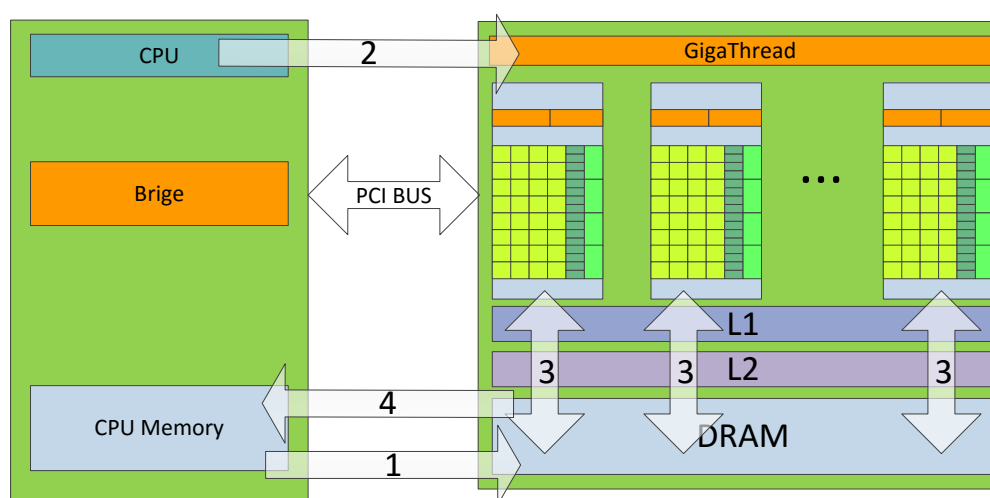 CPU
2
GigaThread
Brige
PCI BUS
...
L1
L2
3
3
3
4
CPU Memory
DRAM
1